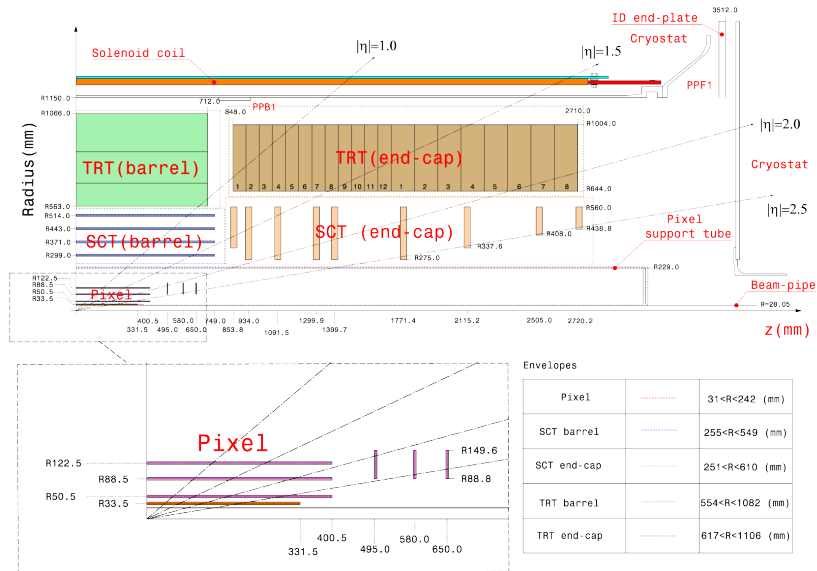 3512.0
ID end-plate
Cryostat
|η|=1.0
|η|=1.5
Solenoid coil
PPF1
R1150.0
712.0
PPB1
848.0
2710.0
R1066.0
R1004.0
|η|=2.0
Radius(mm)
TRT(barrel)
TRT(end-cap)
Cryostat
1 2 3 4 5 6 7 8 9 10 11 12 1 2 3 4 5 6 7 8
R644.0
R563.0
R514.0
R560.0
|η|=2.5
R443.0
SCT(barrel)
SCT (end-cap)
R438.8
R408.0
Pixel
support tube
R371.0
R337.6
R299.0
R275.0
R229.0
R122.5
R88.5
R33.5
Pixel
Beam-pipe
R=28.05
400.5
580.0
749.0
934.0
1299.9
1771.4
2115.2
2505.0
2720.2
z(mm)
331.5
495.0
650.0
853.8
1091.5
1399.7
Pixel
R122.5
R149.6
R88.5
R88.8
R50.5
R33.5
400.5
580.0
331.5
495.0
650.0
Envelopes
Pixel 31<R<242 (mm)
SCT barrel 255<R<549 (mm)
SCT end-cap 251<R<610 (mm)
TRT barrel 554<R<1082 (mm)
TRT end-cap 617<R<1106 (mm)